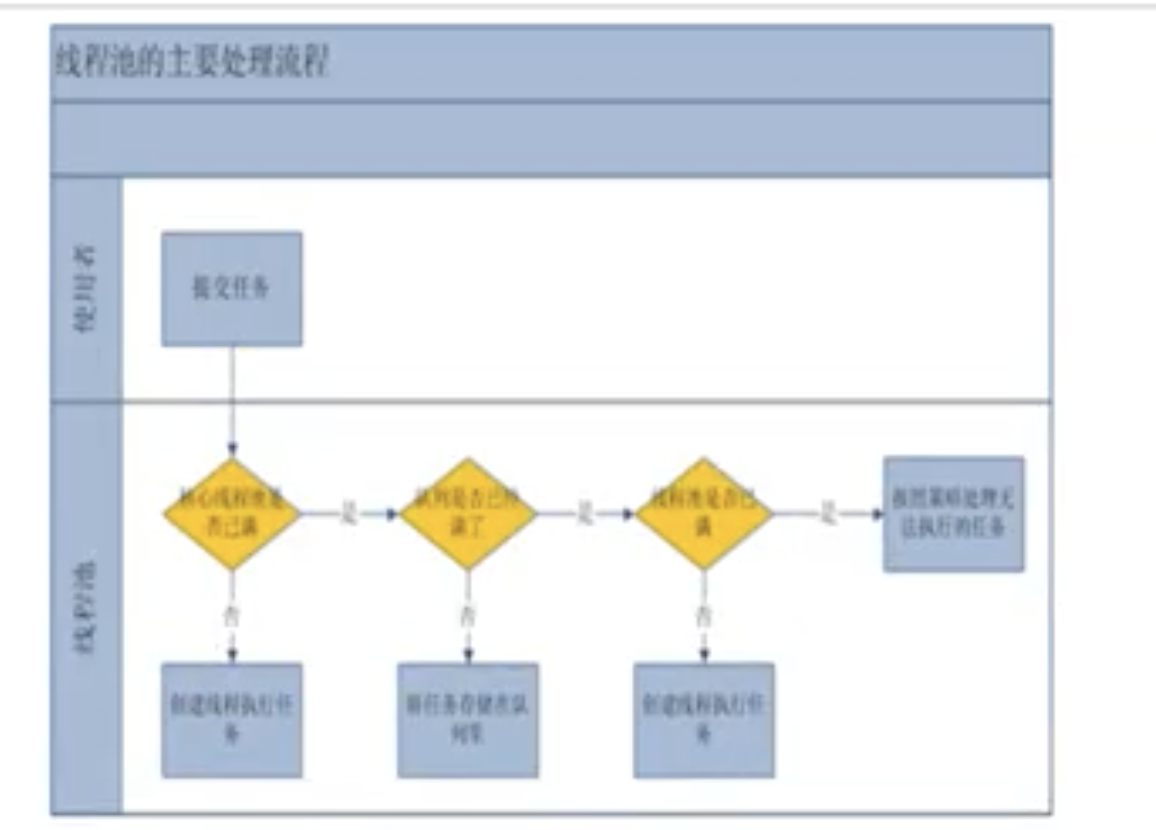 线程池的主要处理流程
使用者
提交任务
线程池
核心线程池是
否已满
是
队列是否已经
满了
是
线程池是否已
满
是
按照策略处理无
法执行的任务
否
否
否
创建线程执行任
务
将任务存储在队
列里
创建线程执行任
务